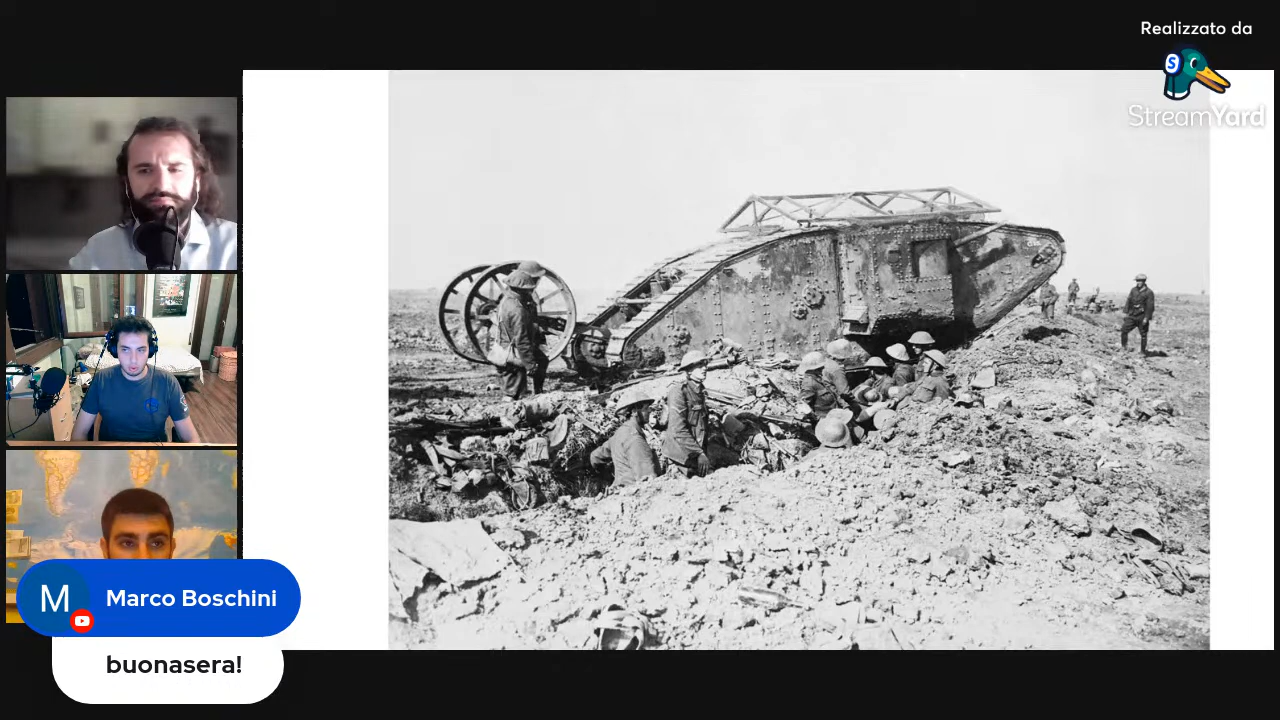 Realizzato da
StreamYard
M
Marco Boschini
buonasera!